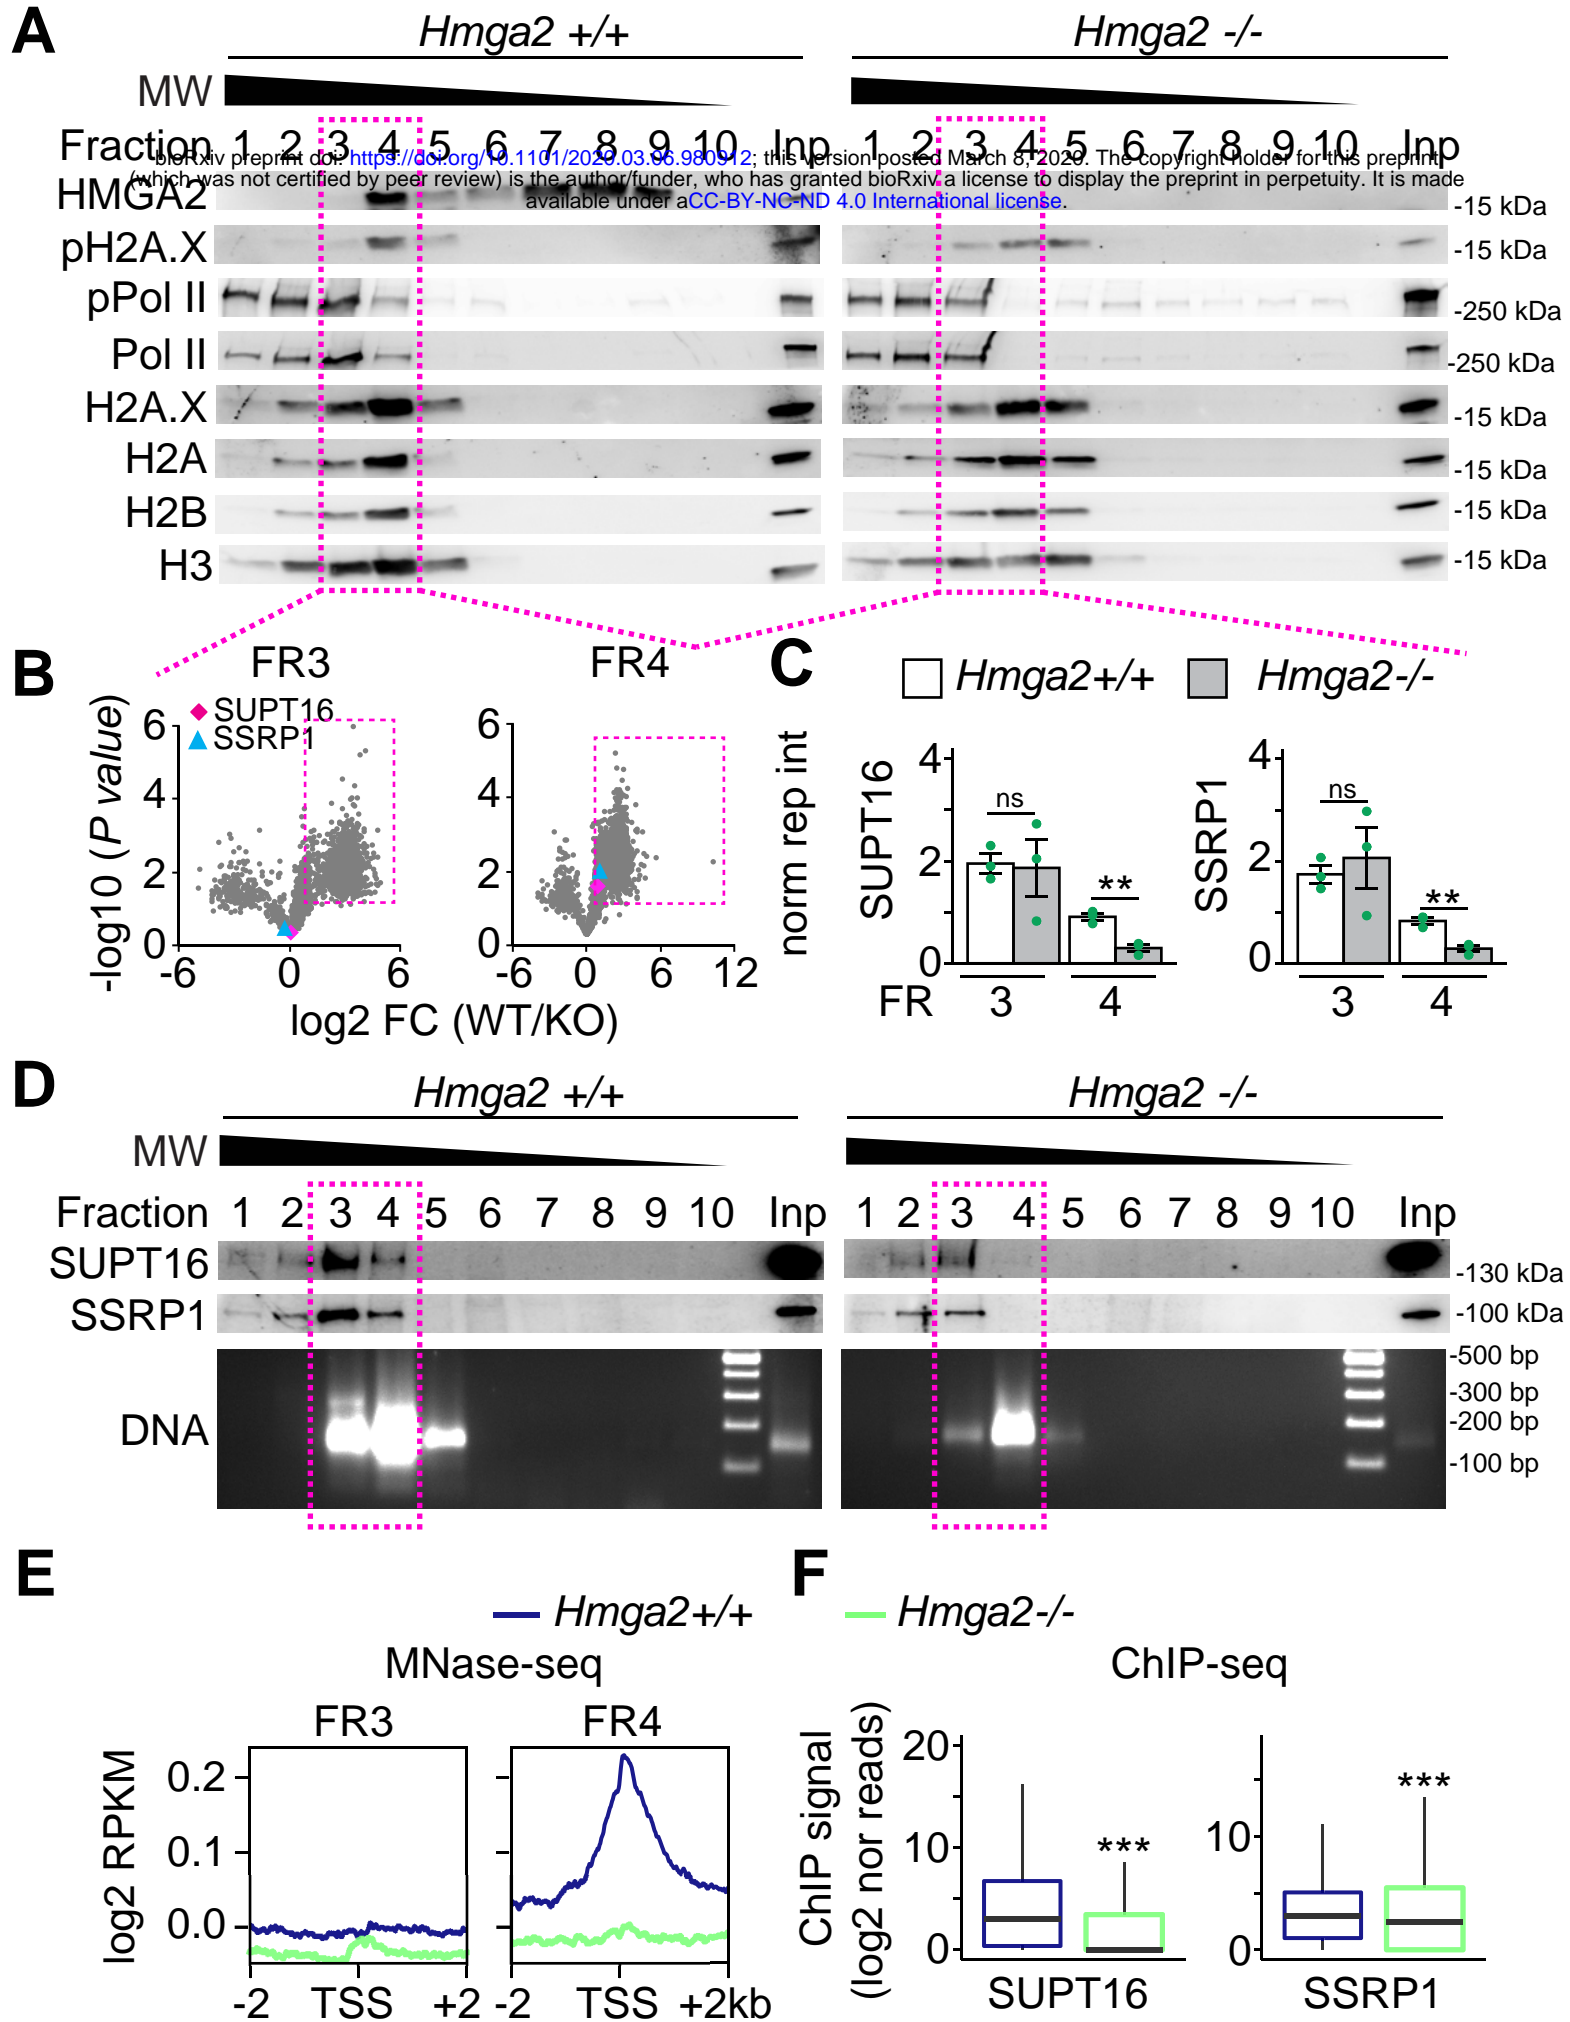 A
Hmga2 +/+ Hmga2 -/-
MW
Fraction 1 2 3 4 5 6 7 8 9 10 Inp 1 2 3 4 5 6 7 8 9 10 Inp
bioRxiv preprint doi: https://doi.org/10.1101/2020.03.06.980912; this version posted March 8, 2020. The copyright holder for this preprint
(which was not certified by peer review) is the author/funder, who has granted bioRxiv a license to display the preprint in perpetuity. It is made
available under aCC-BY-NC-ND 4.0 International license.
HMGA2 -15 kDa
pH2A.X -15 kDa
pPol II -250 kDa
Pol II -250 kDa
H2A.X -15 kDa
H2A -15 kDa
H2B -15 kDa
H3 -15 kDa
B
FR3 FR4
SUPT16
SSRP1
-log10 (P value)
6 4 2 0
-6 0 6
6 4 2 0
-6 0 6 12
log2 FC (WT/KO)
C
Hmga2+/+ Hmga2-/-
norm rep int
SUPT16
4 2 0
ns **
SSRP1
4 2 0
ns **
FR 3 4 3 4
D
Hmga2 +/+ Hmga2 -/-
MW
Fraction 1 2 3 4 5 6 7 8 9 10 Inp 1 2 3 4 5 6 7 8 9 10 Inp
SUPT16 -130 kDa
SSRP1 -100 kDa
DNA
-500 bp
-300 bp
-200 bp
-100 bp
E F
Hmga2+/+ Hmga2-/-
MNase-seq
FR3 FR4
log2 RPKM
0.2
0.1
0.0
-2 TSS +2 -2 TSS +2kb
ChIP-seq
ChIP signal
(log2 nor reads)
20
10
0
***
SUPT16
10
0
***
SSRP1